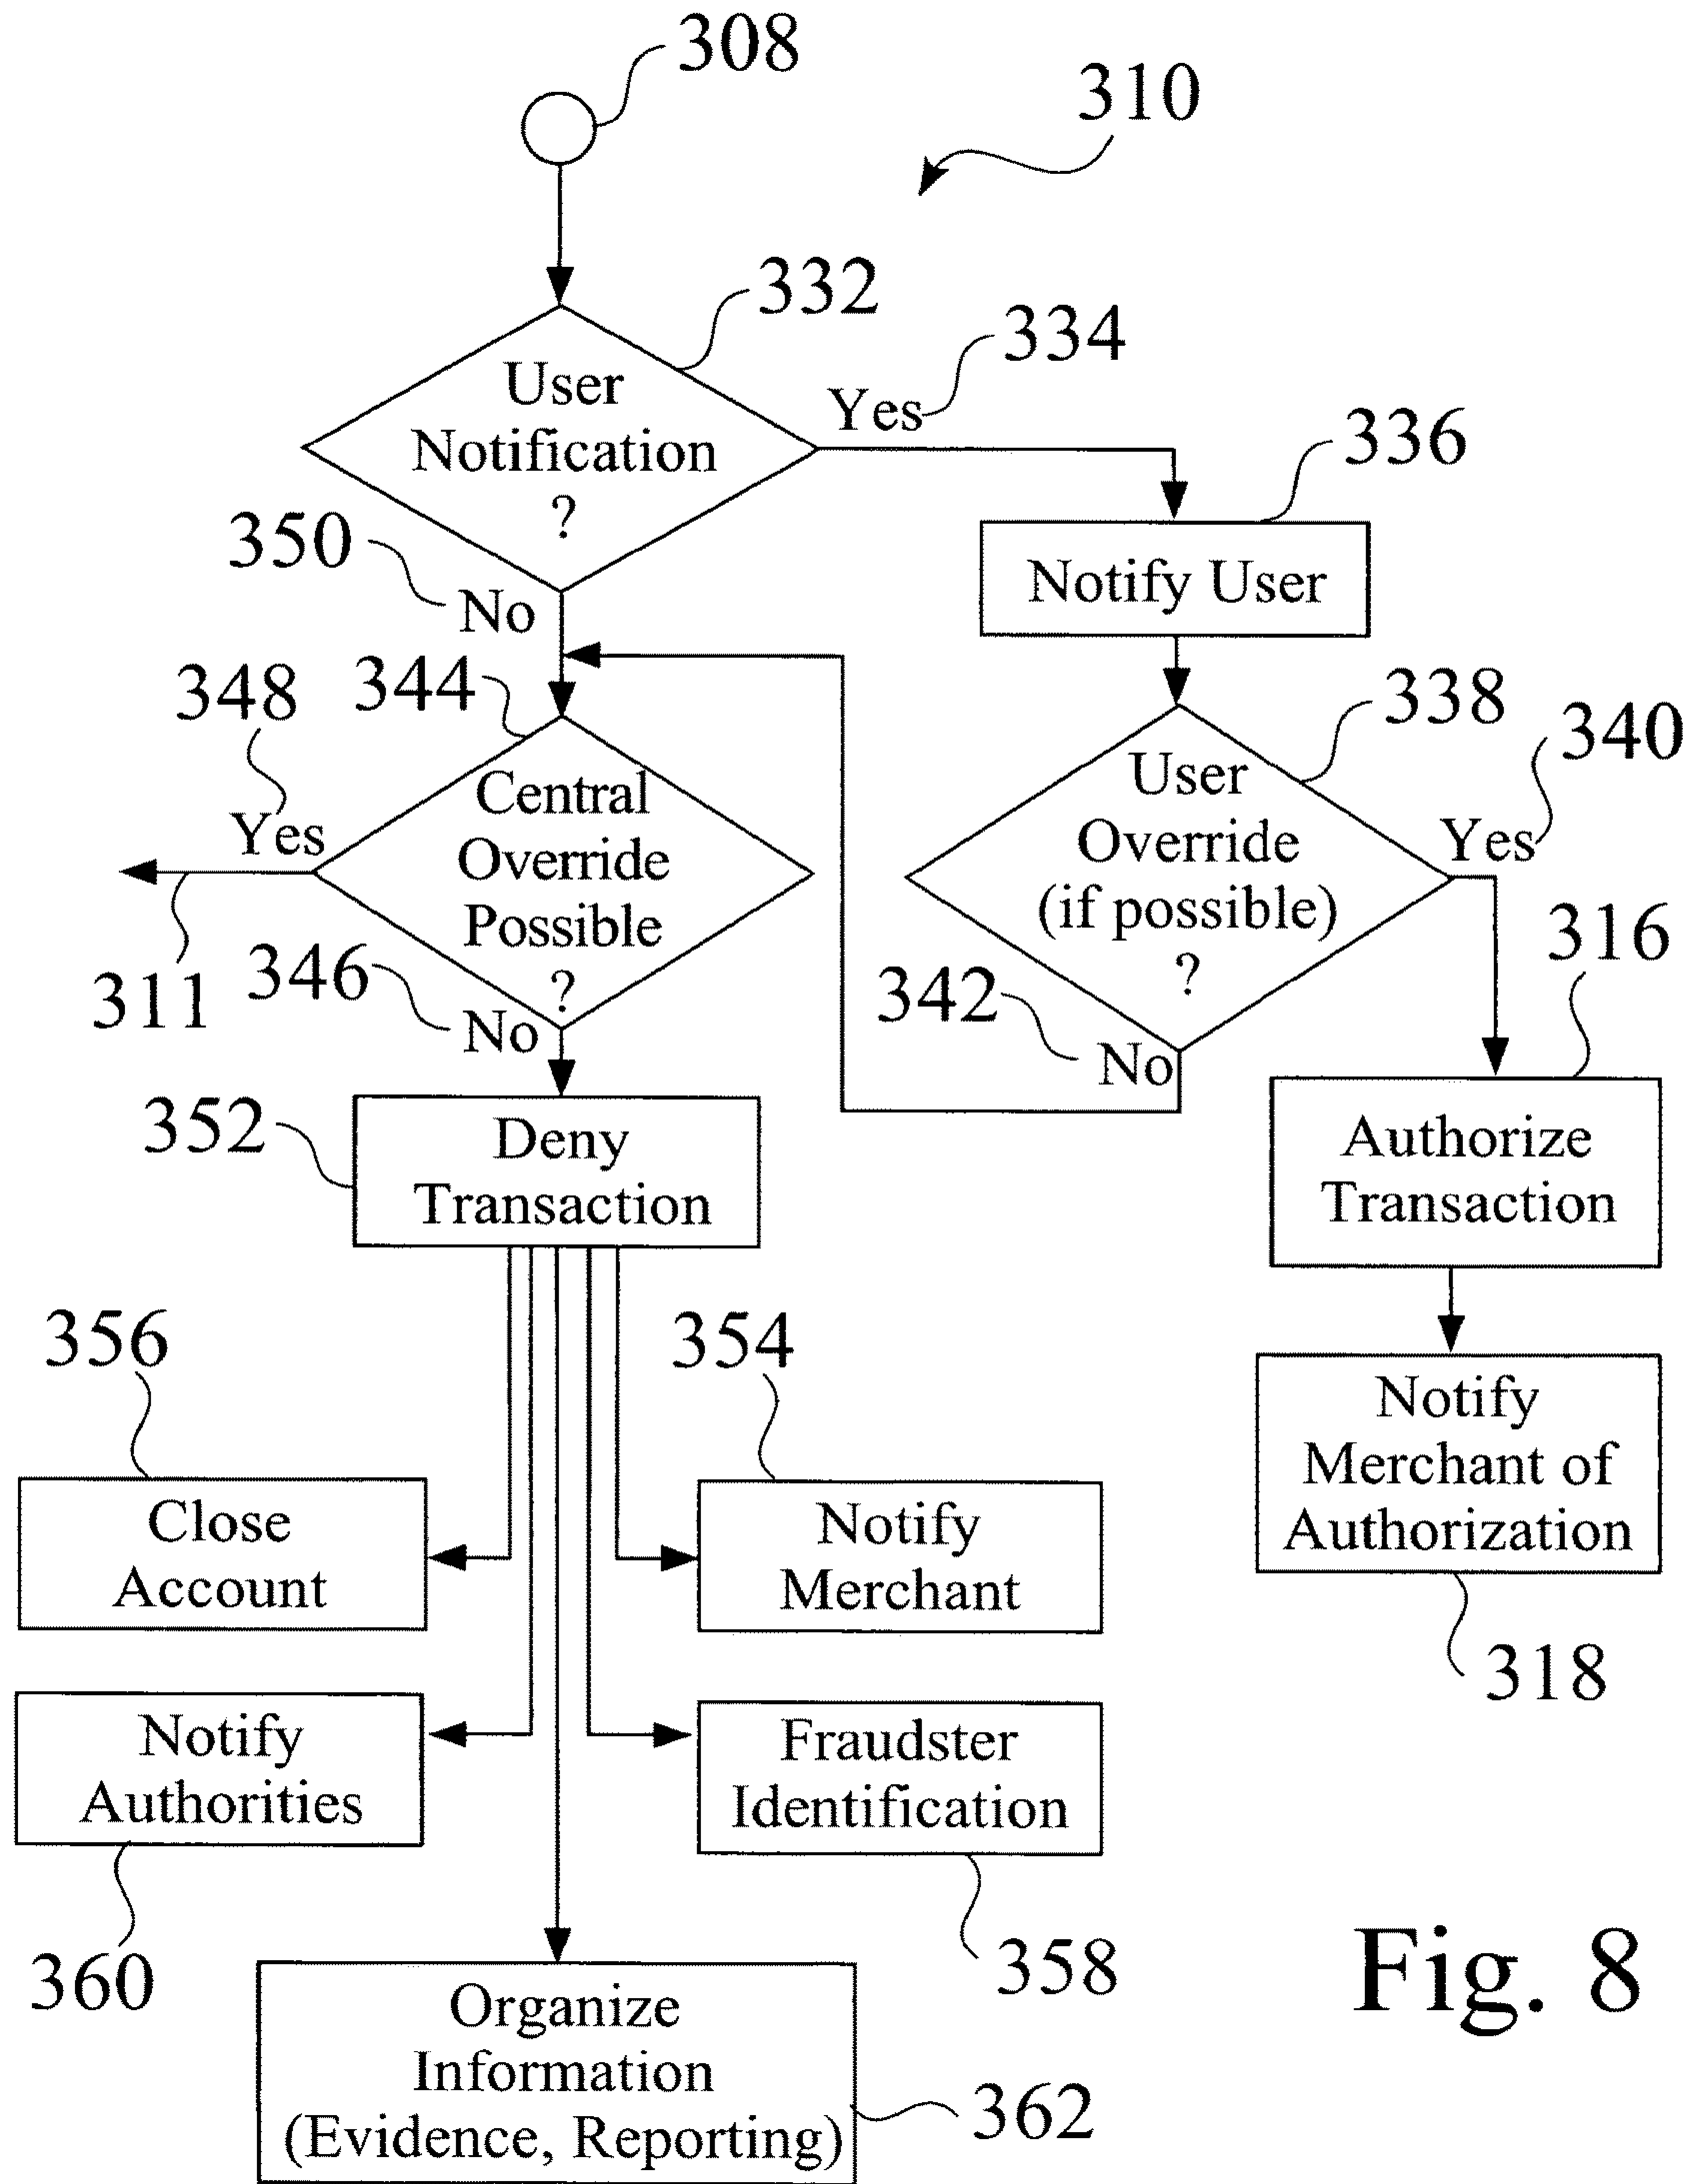 308
310
332
334
User
Notification
?
Yes
336
350
No
Notify User
348
344
338
340
Central
Override
Possible
?
Yes
User
Override
(if possible)
?
Yes
311
346
No
342
No
316
352
Deny
Transaction
Authorize
Transaction
356
354
Notify
Merchant of
Authorization
Close
Account
Notify
Merchant
318
Notify
Authorities
Fraudster
Identification
360
358
Fig. 8
Organize
Information
(Evidence, Reporting)
362